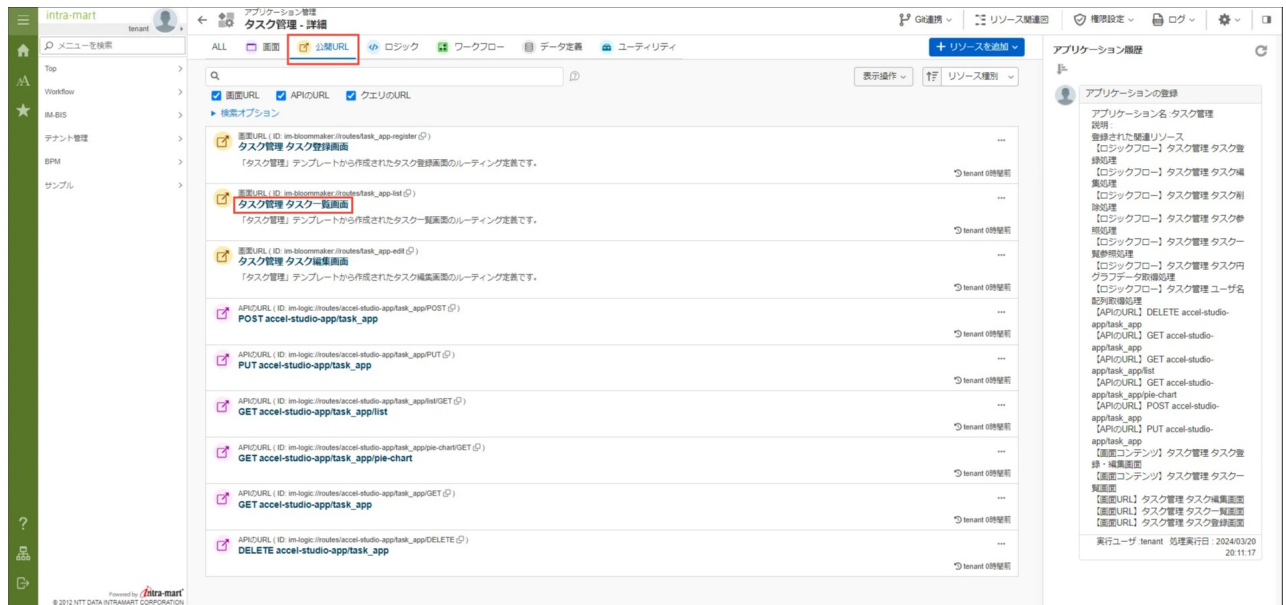 intra-mart
tenant
メニューを検索
Top
Workflow
IM-BIS
テナント管理
BPM
サンプル
Powered by intra-mart
© 2012 NTT DATA INTRAMART CORPORATION
アプリケーション管理
タスク管理 - 詳細
Git連携
リソース関連図
権限設定
ログ
ALL
画面
公開URL
ロジック
ワークフロー
データ定義
ユーティリティ
+ リソースを追加
表示操作
リソース種別
画面URL
APIのURL
クエリのURL
検索オプション
画面URL ( ID: im-bloommaker://routes/task_app-register )
タスク管理 タスク登録画面
「タスク管理」テンプレートから作成されたタスク登録画面のルーティング定義です。
tenant 0時間前
画面URL ( ID: im-bloommaker://routes/task_app-list )
タスク管理 タスク一覧画面
「タスク管理」テンプレートから作成されたタスク一覧画面のルーティング定義です。
tenant 0時間前
画面URL ( ID: im-bloommaker://routes/task_app-edit )
タスク管理 タスク編集画面
「タスク管理」テンプレートから作成されたタスク編集画面のルーティング定義です。
tenant 0時間前
APIのURL ( ID: im-logic://routes/accel-studio-app/task_app/POST )
POST accel-studio-app/task_app
tenant 0時間前
APIのURL ( ID: im-logic://routes/accel-studio-app/task_app/PUT )
PUT accel-studio-app/task_app
tenant 0時間前
APIのURL ( ID: im-logic://routes/accel-studio-app/task_app/list/GET )
GET accel-studio-app/task_app/list
tenant 0時間前
APIのURL ( ID: im-logic://routes/accel-studio-app/task_app/pie-chart/GET )
GET accel-studio-app/task_app/pie-chart
tenant 0時間前
APIのURL ( ID: im-logic://routes/accel-studio-app/task_app/GET )
GET accel-studio-app/task_app
tenant 0時間前
APIのURL ( ID: im-logic://routes/accel-studio-app/task_app/DELETE )
DELETE accel-studio-app/task_app
tenant 0時間前
アプリケーション履歴
アプリケーションの登録
アプリケーション名 :タスク管理
説明 :
登録された関連リソース
【ロジックフロー】タスク管理 タスク登
録処理
【ロジックフロー】タスク管理 タスク編
集処理
【ロジックフロー】タスク管理 タスク削
除処理
【ロジックフロー】タスク管理 タスク参
照処理
【ロジックフロー】タスク管理 タスク一
覧参照処理
【ロジックフロー】タスク管理 タスク円
グラフデータ取得処理
【ロジックフロー】タスク管理 ユーザ名
配列取得処理
【APIのURL】DELETE accel-studio-
app/task_app
【APIのURL】GET accel-studio-
app/task_app
【APIのURL】GET accel-studio-
app/task_app/list
【APIのURL】GET accel-studio-
app/task_app/pie-chart
【APIのURL】POST accel-studio-
app/task_app
【APIのURL】PUT accel-studio-
app/task_app
【画面コンテンツ】タスク管理 タスク登
録・編集画面
【画面コンテンツ】タスク管理 タスク一
覧画面
【画面URL】タスク管理 タスク編集画面
【画面URL】タスク管理 タスク一覧画面
【画面URL】タスク管理 タスク登録画面
実行ユーザ :tenant 処理実行日 : 2024/03/20
20:11:17